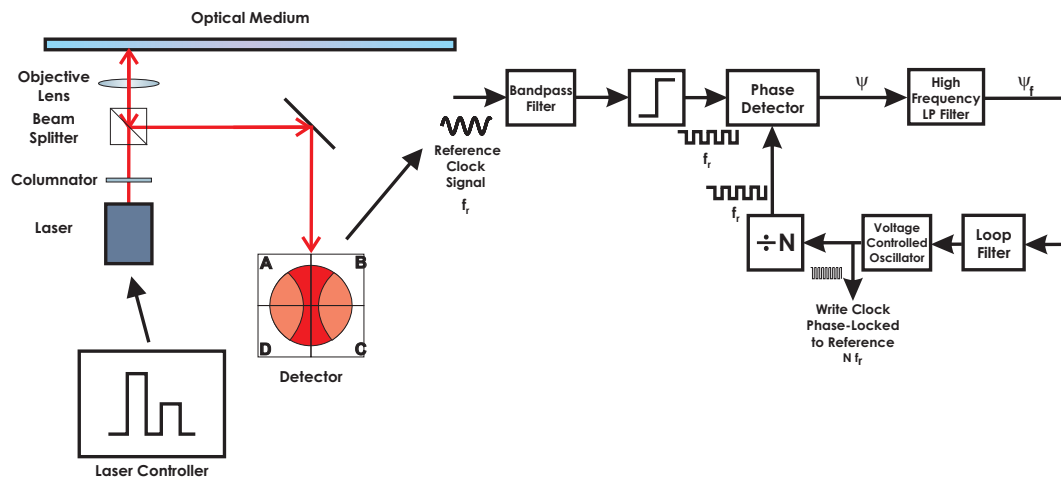 Optical Medium
Objective
Lens
Beam
Splitter
Columnator
Laser
A
B
D
C
Detector
Laser Controller
Reference
Clock
Signal
fr
Bandpass
Filter
fr
Phase
Detector
Ψ
High
Frequency
LP Filter
Ψf
fr
÷N
Voltage
Controlled
Oscillator
Loop
Filter
Write Clock
Phase-Locked
to Reference
N fr